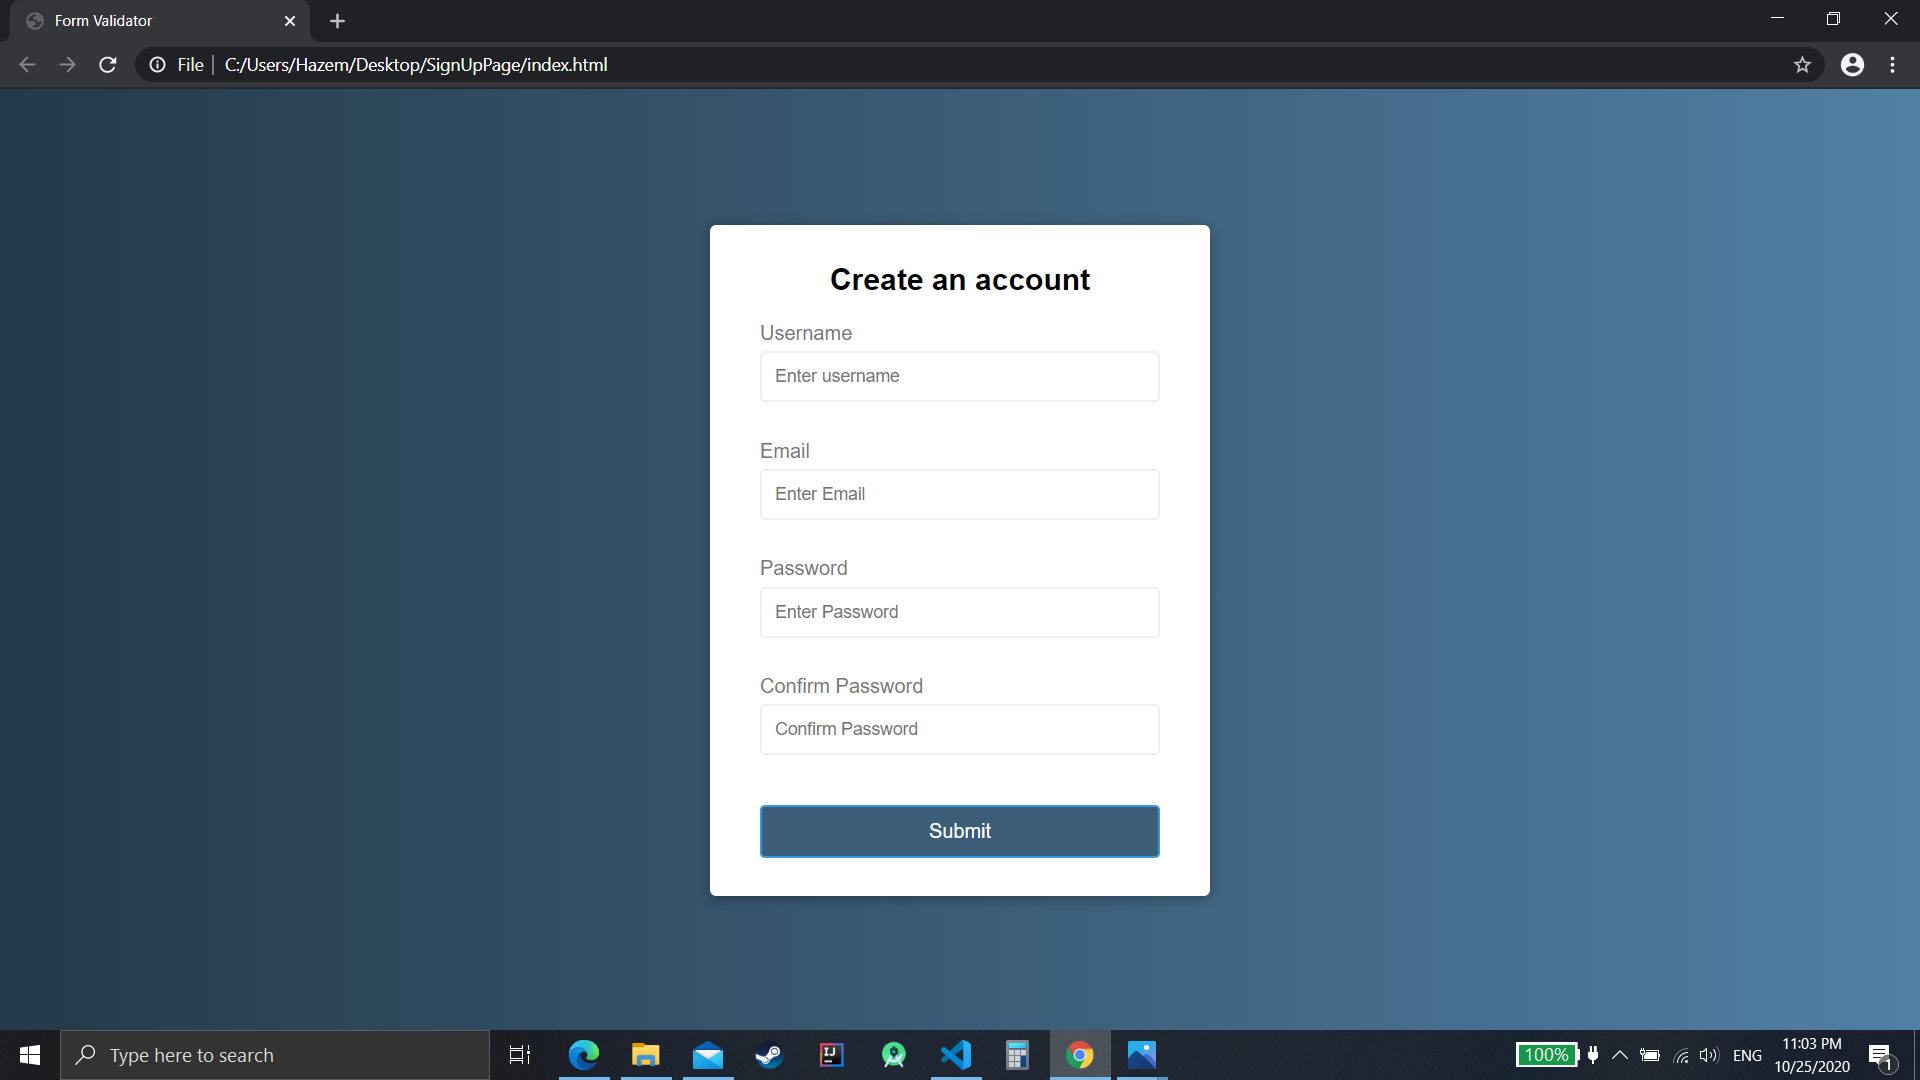 Form Validator
File
C:/Users/Hazem/Desktop/SignUpPage/index.html
Create an account
Username
Enter username
Email
Enter Email
Password
Enter Password
Confirm Password
Confirm Password
Submit
Type here to search
IJ
100%
ENG
11:03 PM
10/25/2020
1